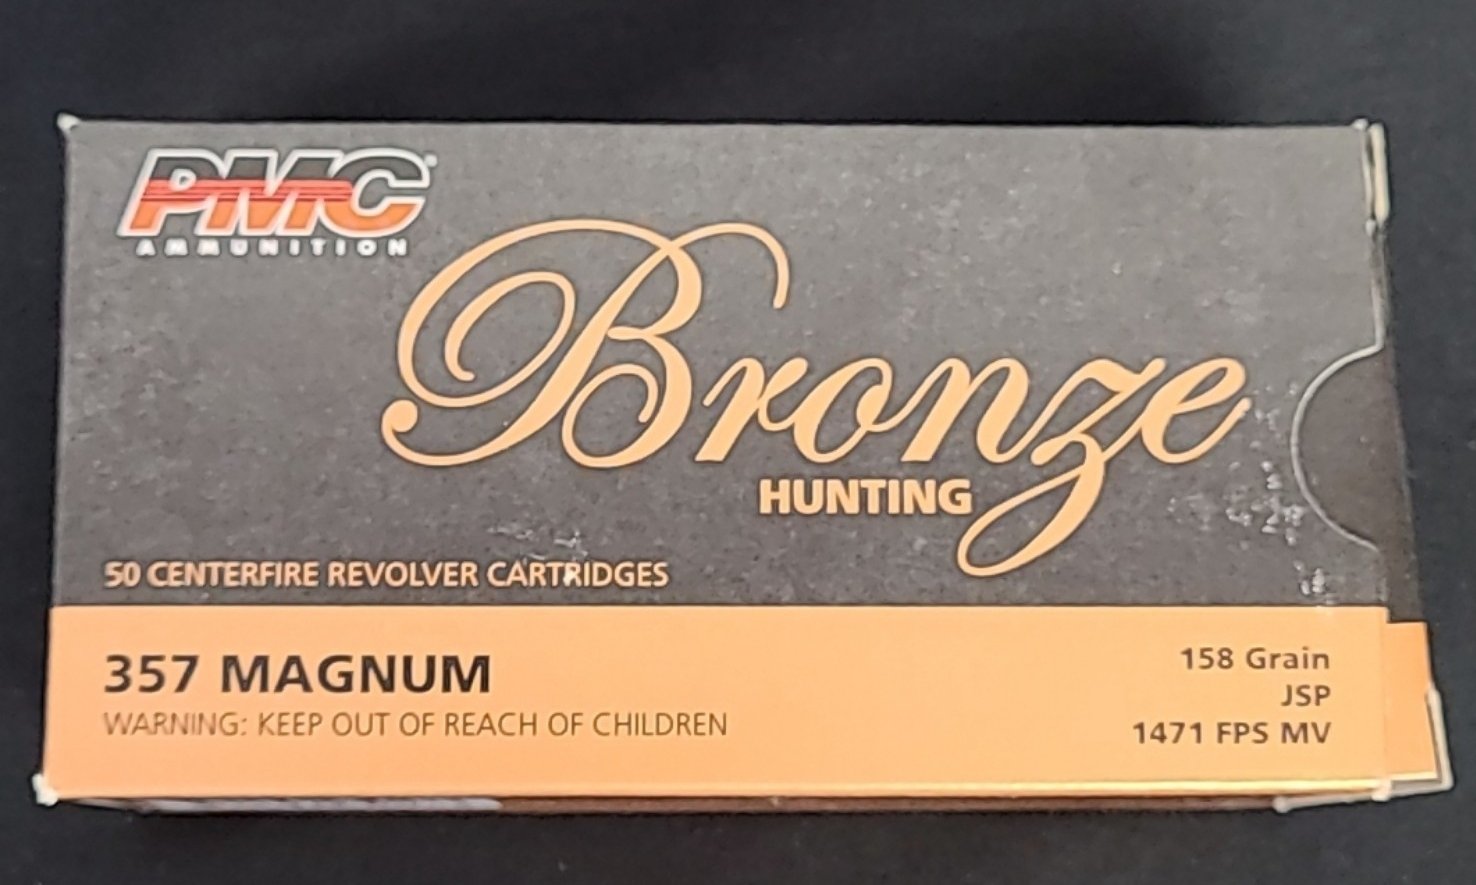 PMC®
AMMUNITION
Bronze
HUNTING
50 CENTERFIRE REVOLVER CARTRIDGES
357 MAGNUM
WARNING: KEEP OUT OF REACH OF CHILDREN
158 Grain
JSP
1471 FPS MV